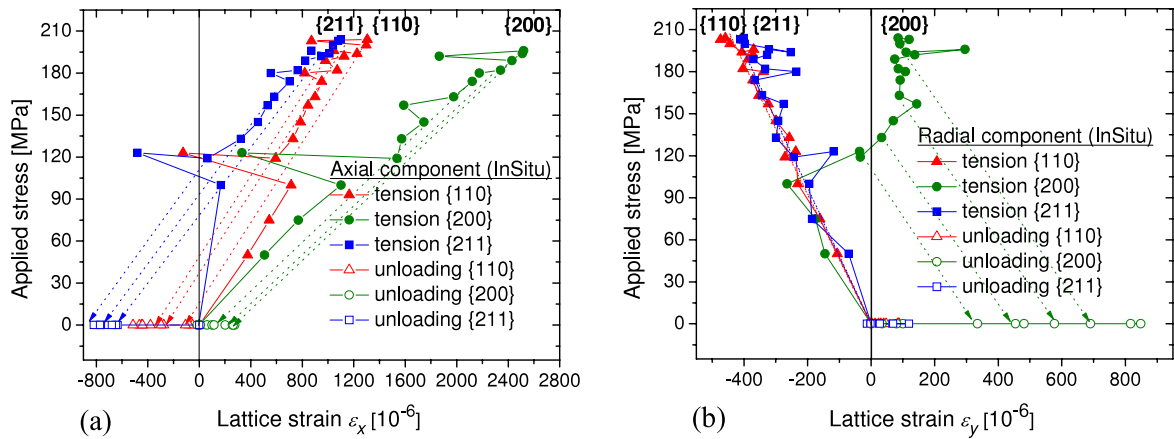 {211} {110} {200}
210
180
150
120
90
60
30
0
Applied stress [MPa]
Axial component (InSitu)
tension {110}
tension {200}
tension {211}
unloading {110}
unloading {200}
unloading {211}
-800 -400 0 400 800 1200 1600 2000 2400 2800
(a)
Lattice strain εx [10-6]
{110} {211} {200}
210
180
150
120
90
60
30
0
Applied stress [MPa]
Radial component (InSitu)
tension {110}
tension {200}
tension {211}
unloading {110}
unloading {200}
unloading {211}
-400 -200 0 200 400 600 800
(b)
Lattice strain εy [10-6]